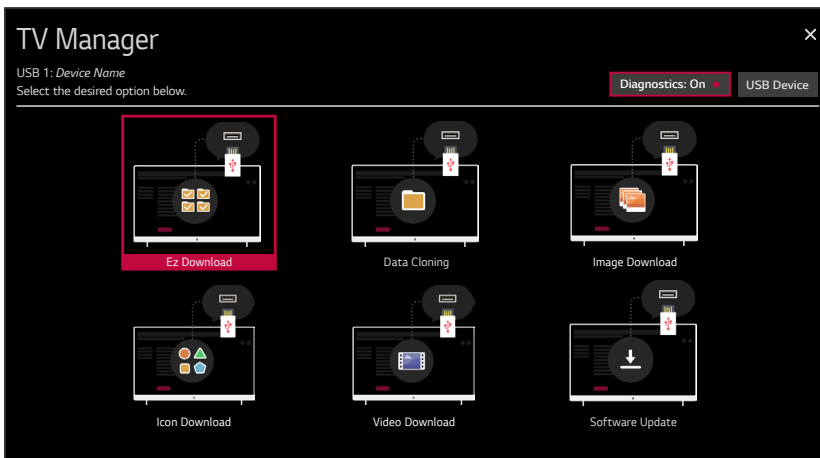 TV Manager
USB 1: Device Name
Select the desired option below.
Diagnostics: On
USB Device
Ez Download
Data Cloning
Image Download
Icon Download
Video Download
Software Update